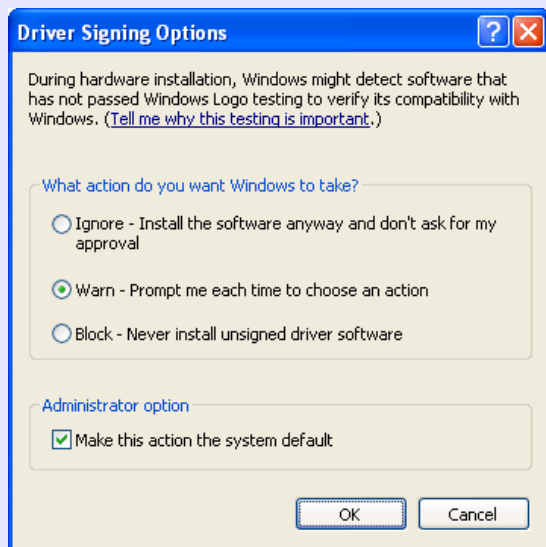 Driver Signing Options
During hardware installation, Windows might detect software that
has not passed Windows Logo testing to verify its compatibility with
Windows. (Tell me why this testing is important.)
What action do you want Windows to take?
Ignore - Install the software anyway and don't ask for my
approval
Warn - Prompt me each time to choose an action
Block - Never install unsigned driver software
Administrator option
Make this action the system default
OK Cancel